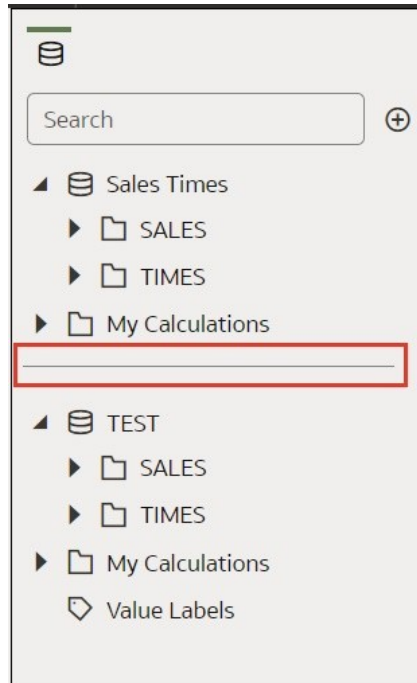 Search
Sales Times
SALES
TIMES
My Calculations
TEST
SALES
TIMES
My Calculations
Value Labels